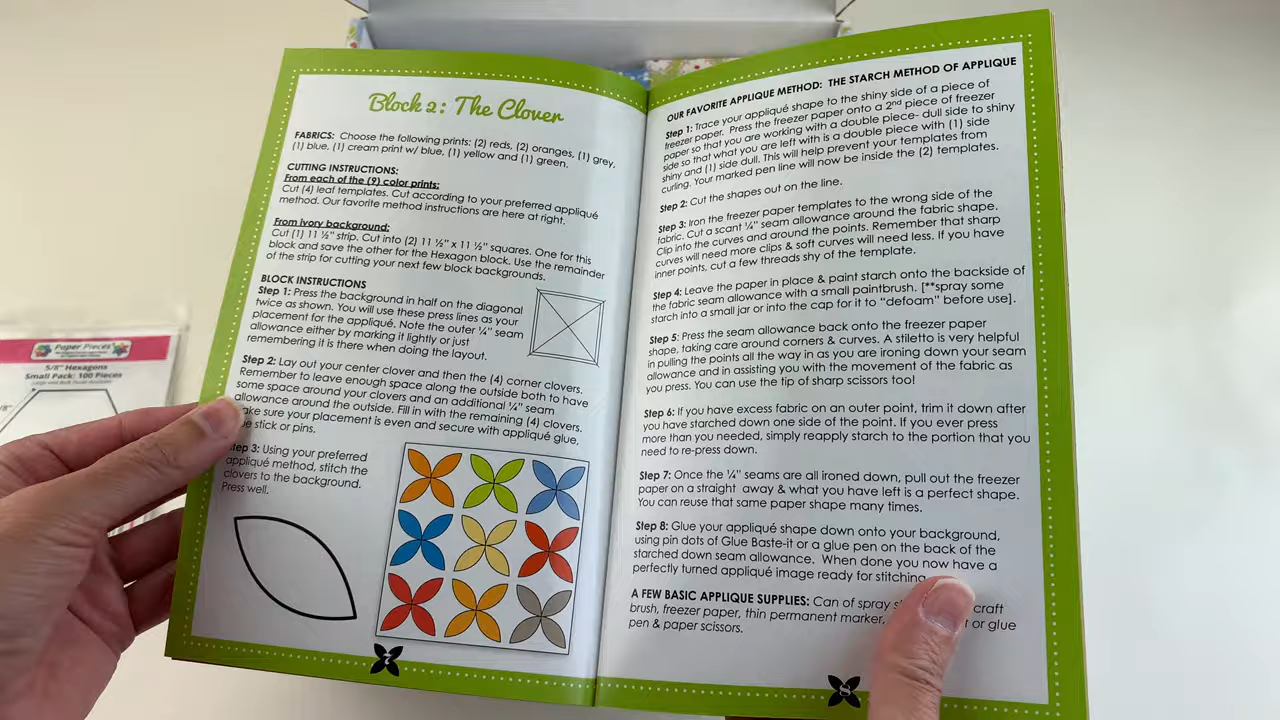 Block 2: The Clover
FABRICS: Choose the following prints: (2) reds, (2) oranges, (1) grey,
(1) blue, (1) cream print w/ blue, (1) yellow and (1) green.
CUTTING INSTRUCTIONS:
From each of the (9) color prints:
Cut (4) leaf templates. Cut according to your preferred appliqué
method. Our favorite method instructions are here at right.
From ivory background:
Cut (1) 11 ½" strip. Cut into (2) 11 ½" x 11 ½" squares. One for this
block and save the other for the Hexagon block. Use the remainder
of the strip for cutting your next few block backgrounds.
BLOCK INSTRUCTIONS
Step 1: Press the background in half on the diagonal
twice as shown. You will use these press lines as your
placement for the appliqué. Note the outer ¼" seam
allowance either by marking it lightly or just
remembering it is there when doing the layout.
Step 2: Lay out your center clover and then the (4) corner clovers.
Remember to leave enough space along the outside both to have
some space around your clovers and an additional ¼" seam
allowance around the outside. Fill in with the remaining (4) clovers.
ake sure your placement is even and secure with appliqué glue,
e stick or pins.
ep 3: Using your preferred
appliqué method, stitch the
clovers to the background.
Press well.
7
OUR FAVORITE APPLIQUE METHOD: THE STARCH METHOD OF APPLIQUE
Step 1: Trace your appliqué shape to the shiny side of a piece of
freezer paper. Press the freezer paper onto a 2nd piece of freezer
paper so that you are working with a double piece- dull side to shiny
side so that what you are left with is a double piece with (1) side
shiny and (1) side dull. This will help prevent your templates from
curling. Your marked pen line will now be inside the (2) templates.
Step 2: Cut the shapes out on the line.
Step 3: Iron the freezer paper templates to the wrong side of the
fabric. Cut a scant ¼" seam allowance around the fabric shape.
Clip into the curves and around the points. Remember that sharp
curves will need more clips & soft curves will need less. If you have
inner points, cut a few threads shy of the template.
Step 4: Leave the paper in place & paint starch onto the backside of
the fabric seam allowance with a small paintbrush. [**spray some
starch into a small jar or into the cap for it to "defoam" before use].
Step 5: Press the seam allowance back onto the freezer paper
shape, taking care around corners & curves. A stiletto is very helpful
in pulling the points all the way in as you are ironing down your seam
allowance and in assisting you with the movement of the fabric as
you press. You can use the tip of sharp scissors too!
Step 6: If you have excess fabric on an outer point, trim it down after
you have starched down one side of the point. If you ever press
more than you needed, simply reapply starch to the portion that you
need to re-press down.
Step 7: Once the ¼" seams are all ironed down, pull out the freezer
paper on a straight away & what you have left is a perfect shape.
You can reuse that same paper shape many times.
Step 8: Glue your appliqué shape down onto your background,
using pin dots of Glue Baste-it or a glue pen on the back of the
starched down seam allowance. When done you now have a
perfectly turned appliqué image ready for stitching
A FEW BASIC APPLIQUE SUPPLIES: Can of spray s craft
brush, freezer paper, thin permanent marker, or glue
pen & paper scissors.
8
Paper Pieces
5/8" Hexagons
Small Pack: 100 Pieces